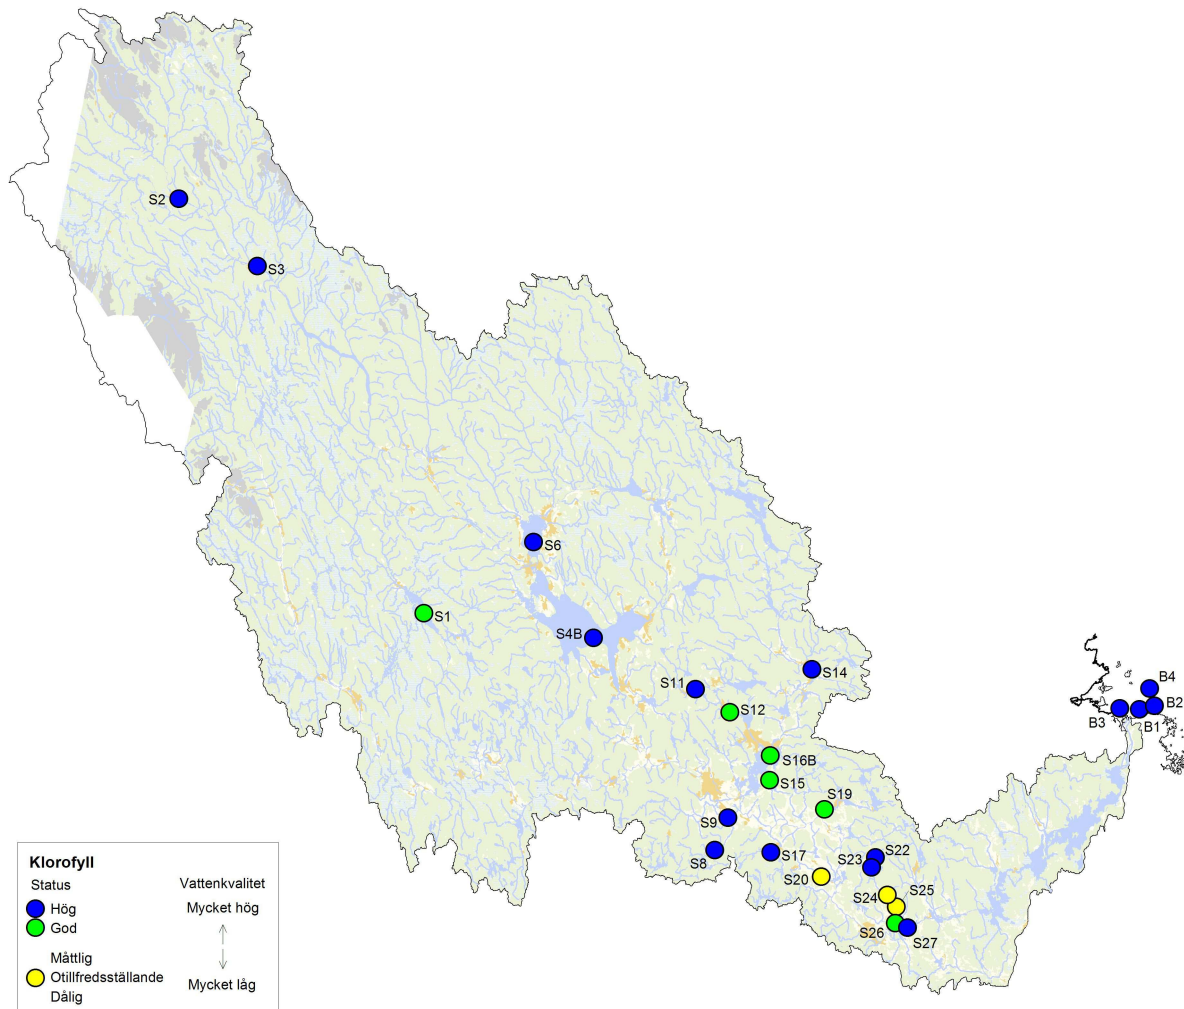 S2
S3
S6
S1
S4B
S14
S11
S12
B4
B2
B3
B1
S16B
S15
S19
S9
S8
S17
S22
S23
S20
S25
S24
S26
S27
Klorofyll
Status
Vattenkvalitet
Hög
Mycket hög
God
Måttlig
Otillfredsställande
Mycket låg
Dålig